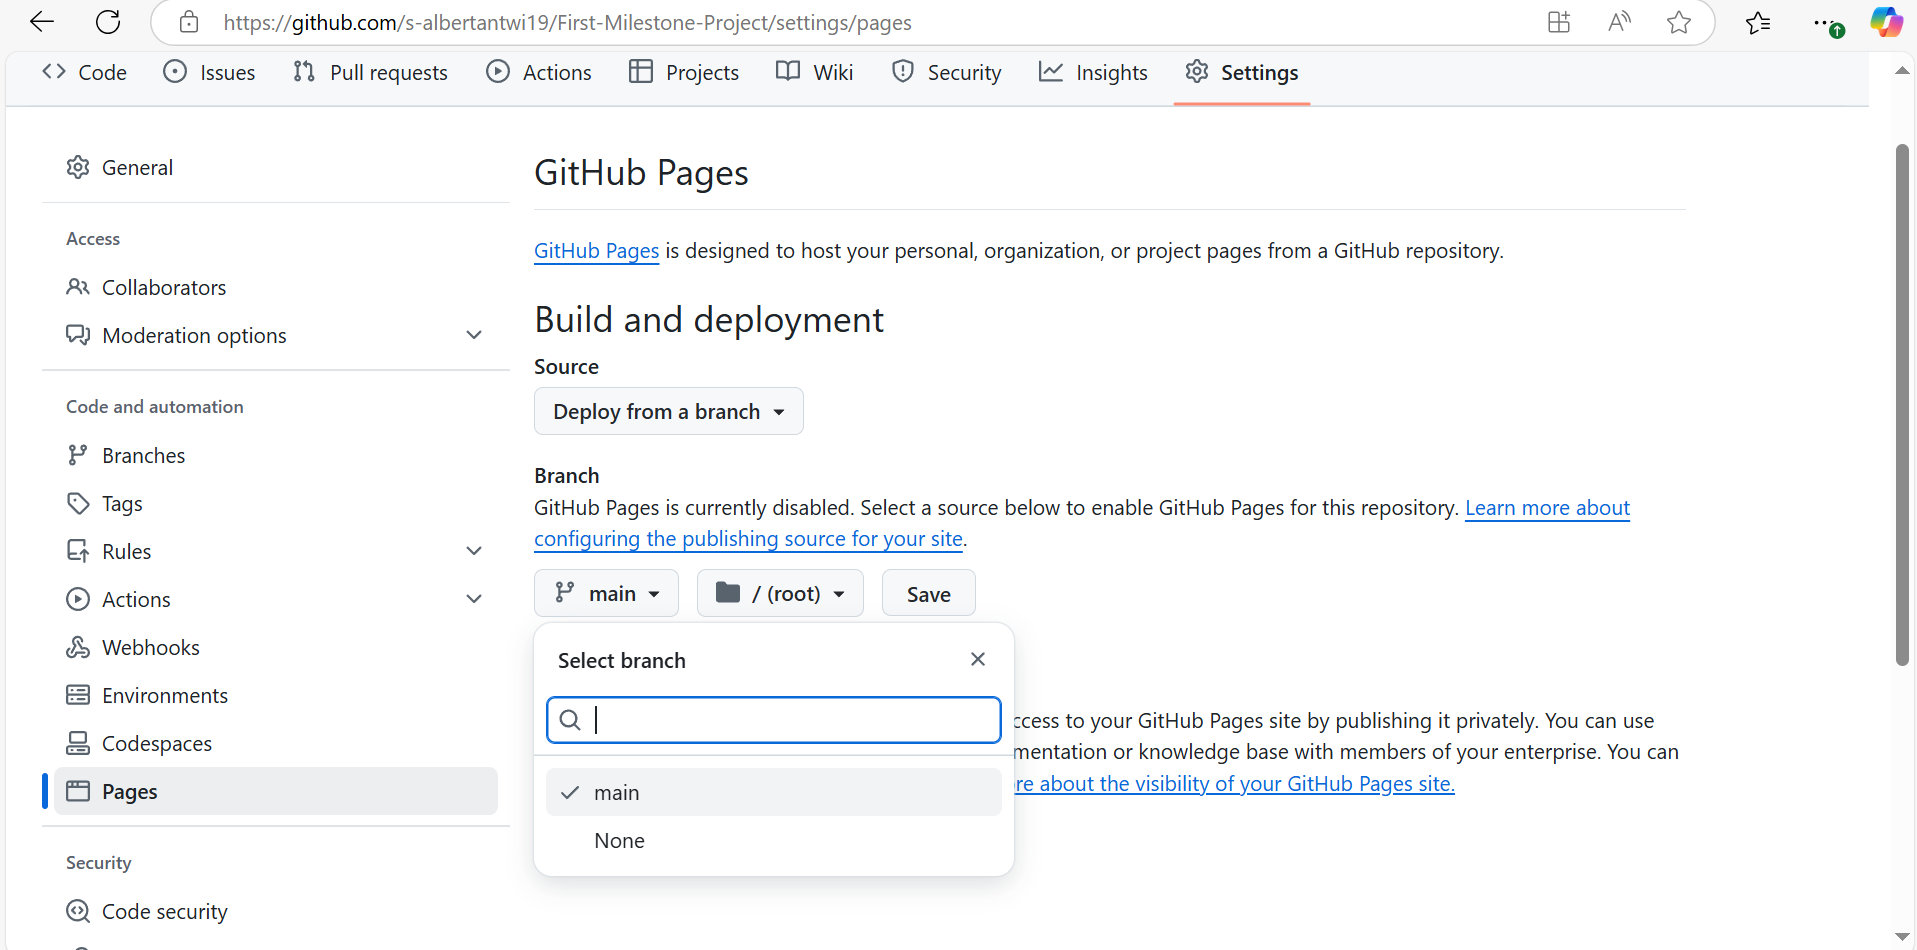 https://github.com/s-albertantwi19/First-Milestone-Project/settings/pages
Code Issues Pull requests Actions Projects Wiki Security Insights Settings
General
Access
Collaborators
Moderation options
Code and automation
Branches
Tags
Rules
Actions
Webhooks
Environments
Codespaces
Pages
Security
Code security
GitHub Pages
GitHub Pages is designed to host your personal, organization, or project pages from a GitHub repository.
Build and deployment
Source
Deploy from a branch
Branch
GitHub Pages is currently disabled. Select a source below to enable GitHub Pages for this repository. Learn more about
configuring the publishing source for your site.
main / (root) Save
Select branch
main
None
ccess to your GitHub Pages site by publishing it privately. You can use
mentation or knowledge base with members of your enterprise. You can
re about the visibility of your GitHub Pages site.